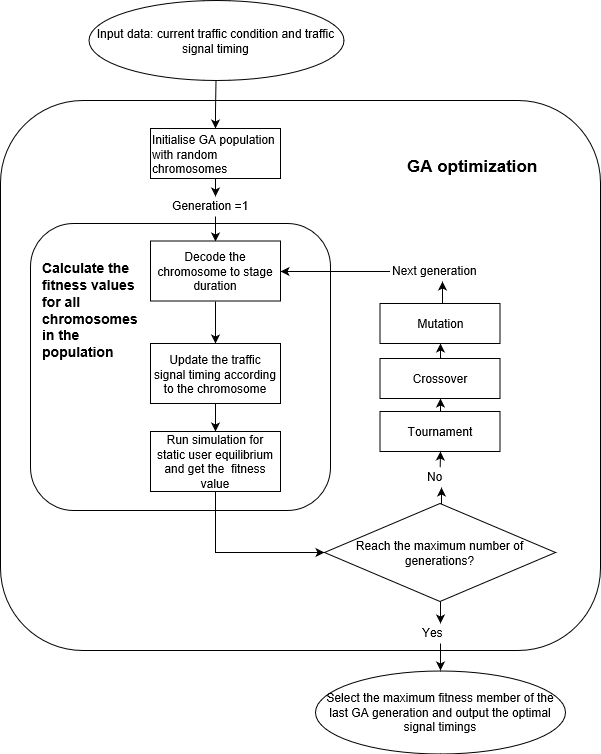 Input data: current traffic condition and traffic
signal timing
Initialise GA population
with random
chromosomes
GA optimization
Generation =1
Calculate the
fitness values
for all
chromosomes
in the
population
Decode the
chromosome to stage
duration
Next generation
Mutation
Update the traffic
signal timing according
to the chromosome
Crossover
Tournament
Run simulation for
static user equilibrium
and get the fitness
value
No
Reach the maximum number of
generations?
Yes
Select the maximum fitness member of the
last GA generation and output the optimal
signal timings